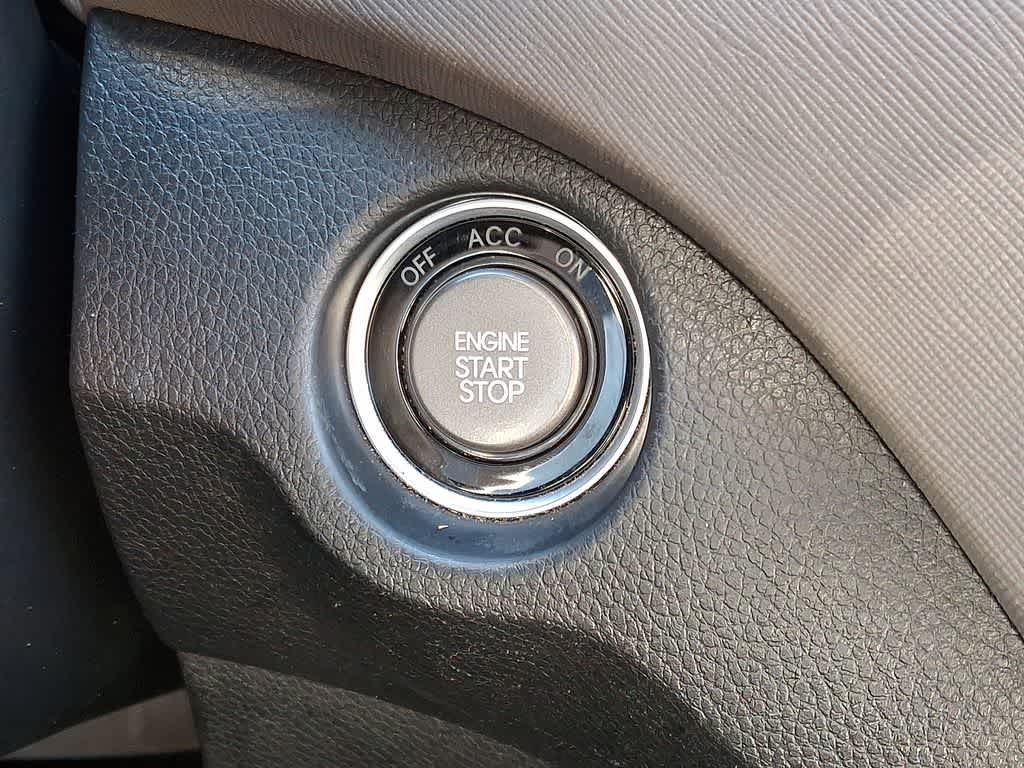 OFF ACC ON
ENGINE
START
STOP